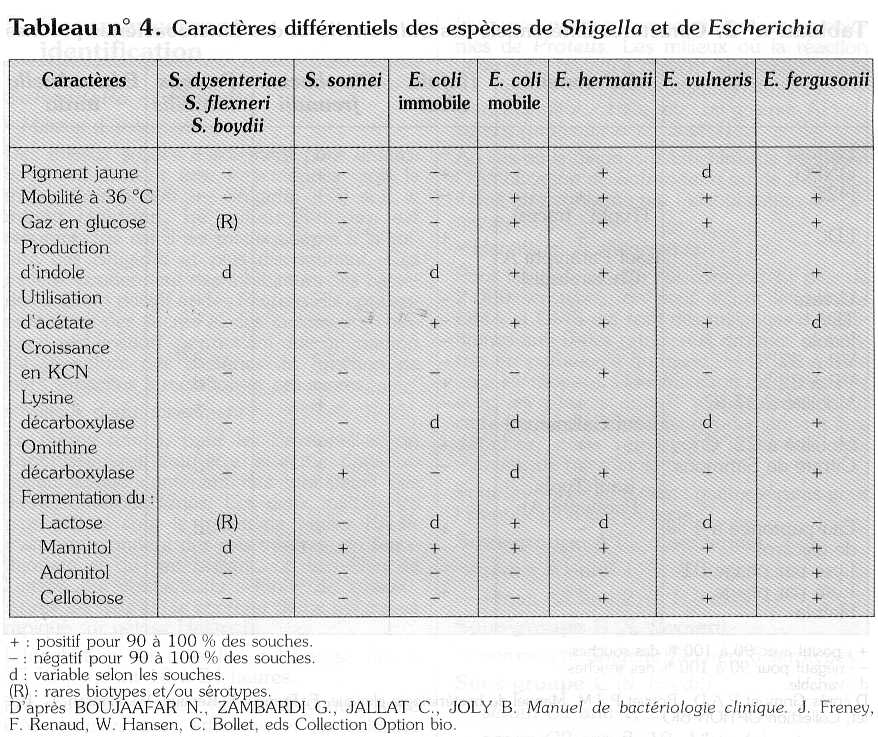 Tableau n° 4. Caractères différentiels des espèces de Shigella et de Escherichia
Caractères S. dysenteriae S. sonnei E. coli E. coli E. hermanii E. vulneris E. fergusonii
S. flexneri immobile mobile
S. boydii
Pigment jaune – – – – + d –
Mobilité à 36 °C – – – + + + +
Gaz en glucose (R) – – + + + +
Production
d'indole d – d + + – +
Utilisation
d'acétate – – + + + + d
Croissance
en KCN – – – – + – –
Lysine
décarboxylase – – d d – d +
Ornithine
décarboxylase – + – d + – +
Fermentation du :
Lactose (R) – d + d d –
Mannitol d + + + + + +
Adonitol – – – – – – +
Cellobiose – – – – + + +
+ : positif pour 90 à 100 % des souches.
– : négatif pour 90 à 100 % des souches.
d : variable selon les souches.
(R) : rares biotypes et/ou sérotypes.
D'après BOUJAAFAR N., ZAMBARDI G., JALLAT C., JOLY B. Manuel de bactériologie clinique. J. Freney,
F. Renaud, W. Hansen, C. Bollet, eds Collection Option bio.